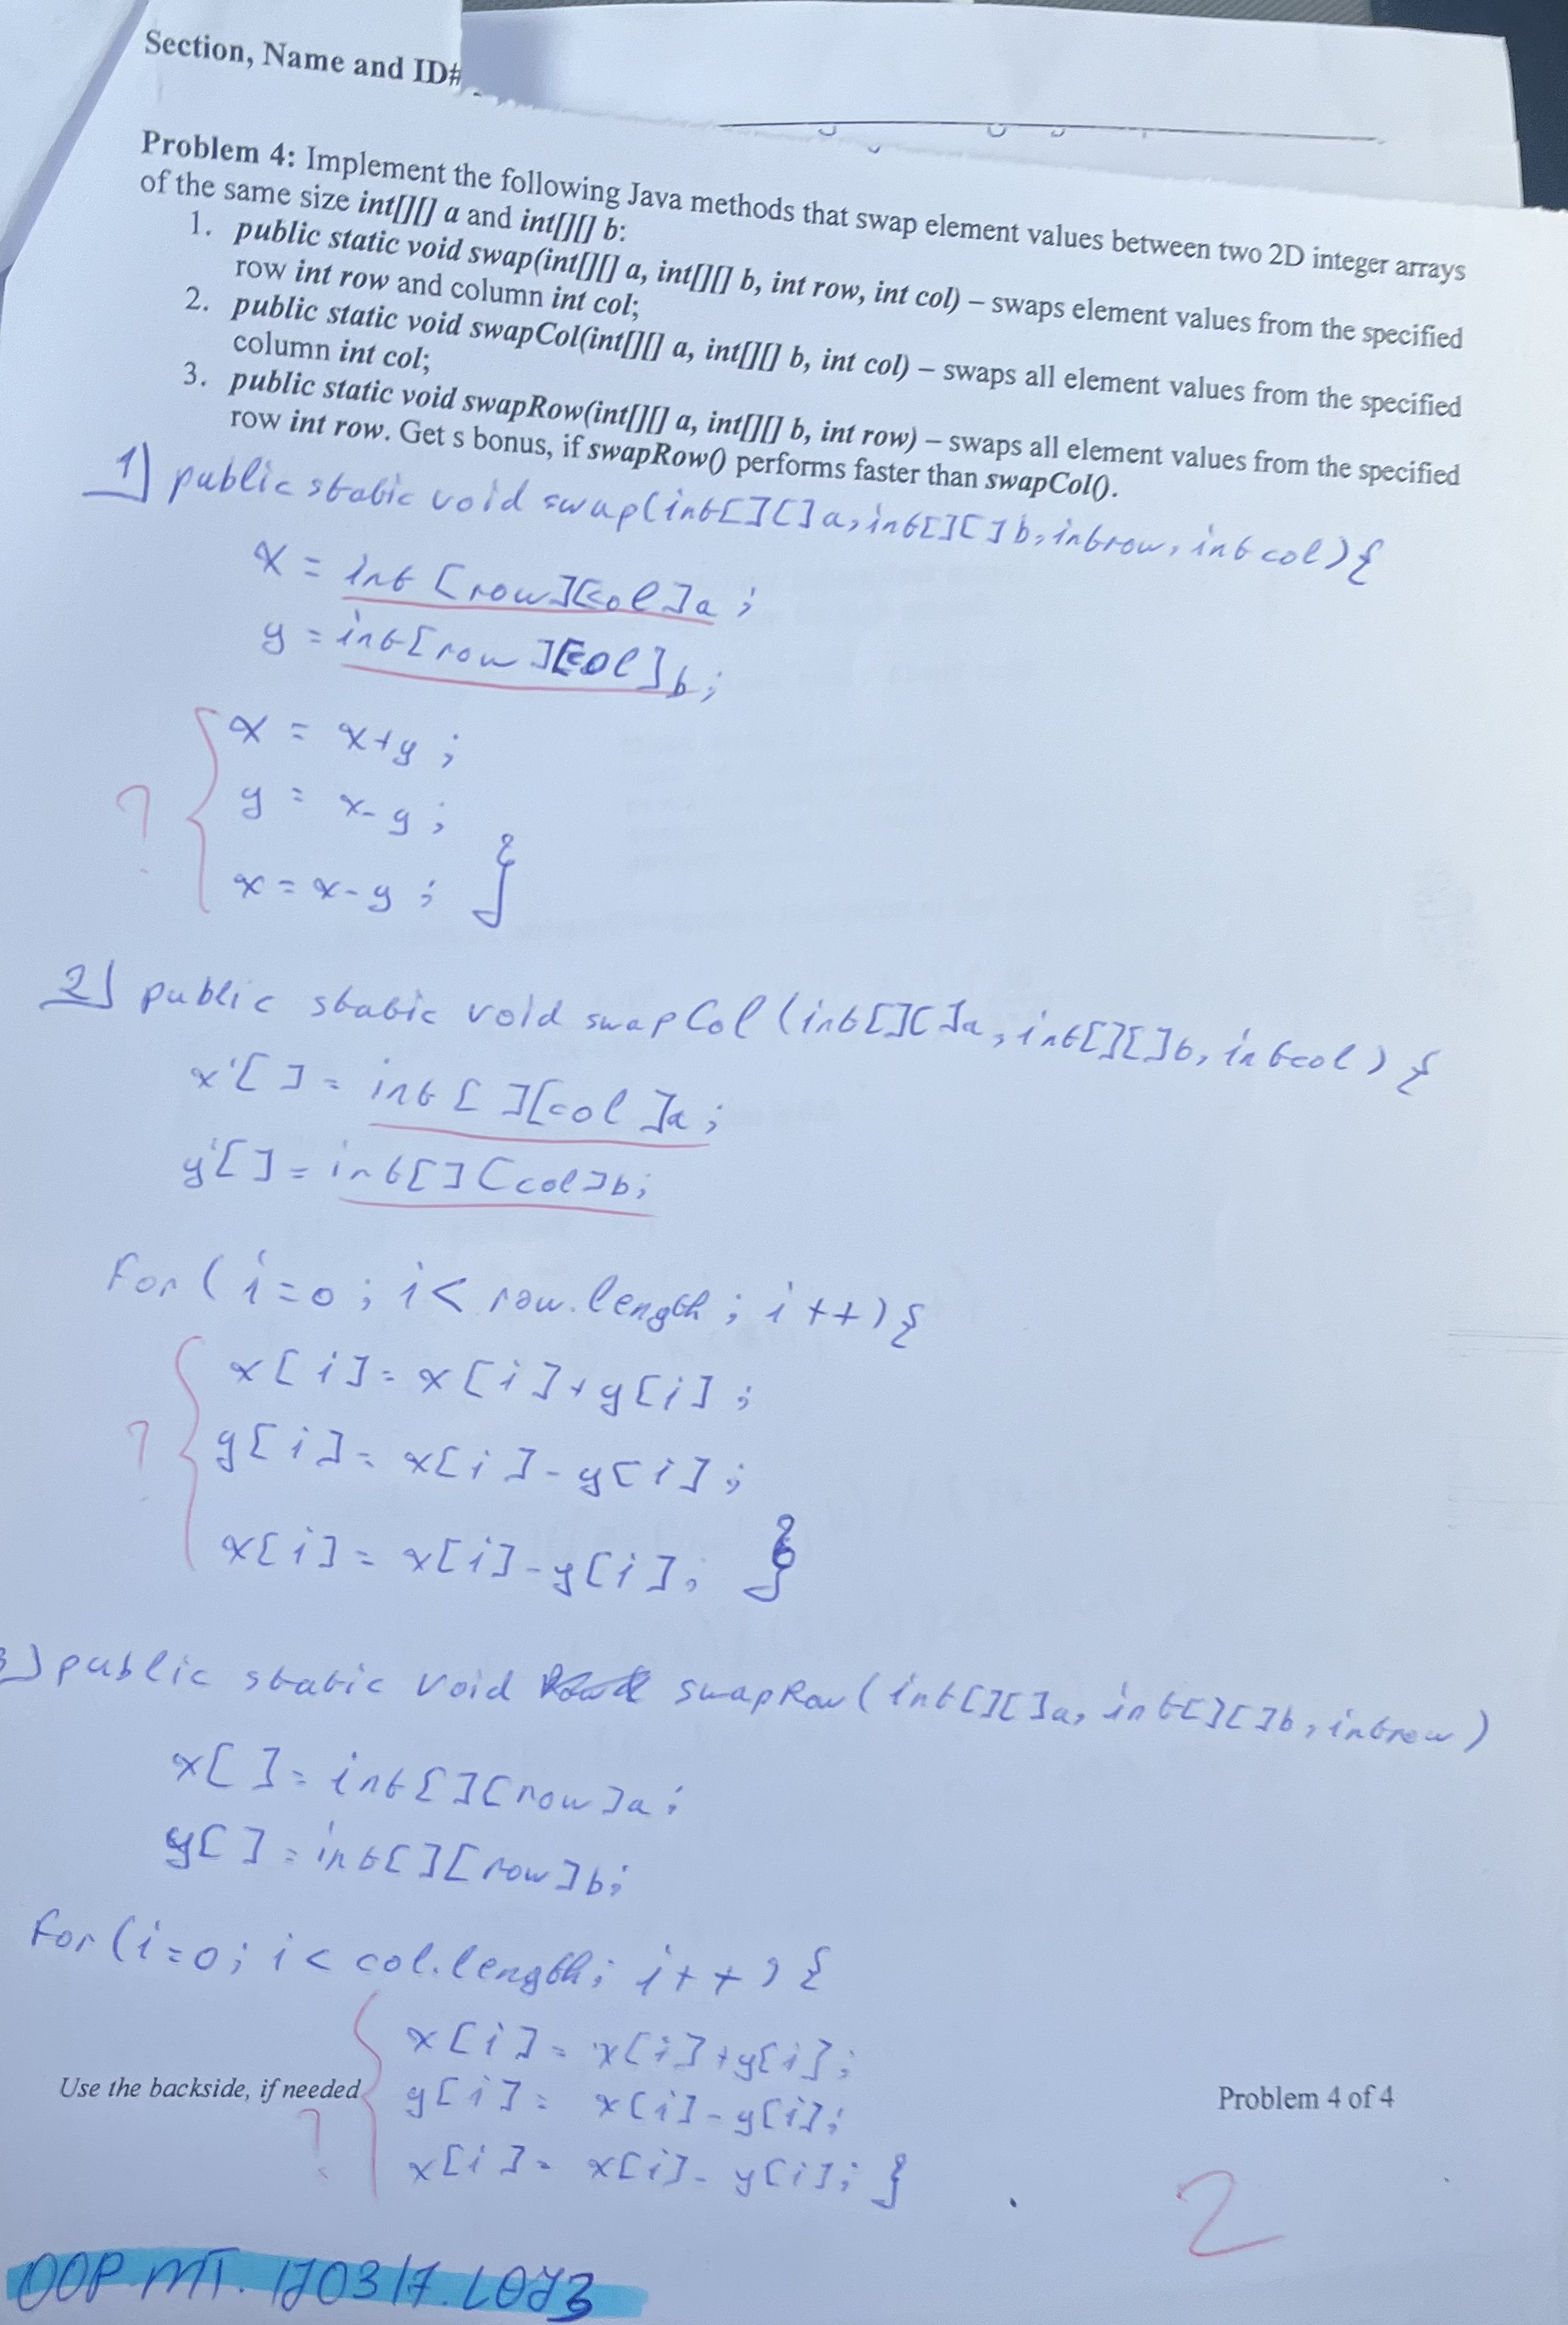 Section, Name and ID#
Problem 4: Implement the following Java methods that swap element values between two 2D integer arrays
of the same size int[][] a and int[][] b:
1. public static void swap(int[][] a, int[][] b, int row, int col) – swaps element values from the specified
row int row and column int col;
2. public static void swapCol(int[][] a, int[][] b, int col) – swaps all element values from the specified
column int col;
3. public static void swapRow(int[][] a, int[][] b, int row) – swaps all element values from the specified
row int row. Get s bonus, if swapRow() performs faster than swapCol().
1) public static void swap(int[][]a, int[][]b, int row, int col){
x = int [row][col]a;
y = int[row][col]b;
x = x+y;
? y = x-y;
x = x-y; }
2) public static void swapCol(int[][]a, int[][]b, int col){
x'[] = int[][col]a;
y'[] = int[][col]b;
for(i=0; i< row.length; i++){
x[i] = x[i]+y[i];
? y[i] = x[i]-y[i];
x[i] = x[i]-y[i]; }
3) public static void swapRow(int[][]a, int[][]b, int row)
x[] = int[][row]a;
y[] = int[][row]b;
for(i=0; i< col.length; i++){
x[i] = x[i]+y[i];
Use the backside, if needed y[i] = x[i]-y[i]; Problem 4 of 4
? x[i] = x[i]-y[i]; }
2